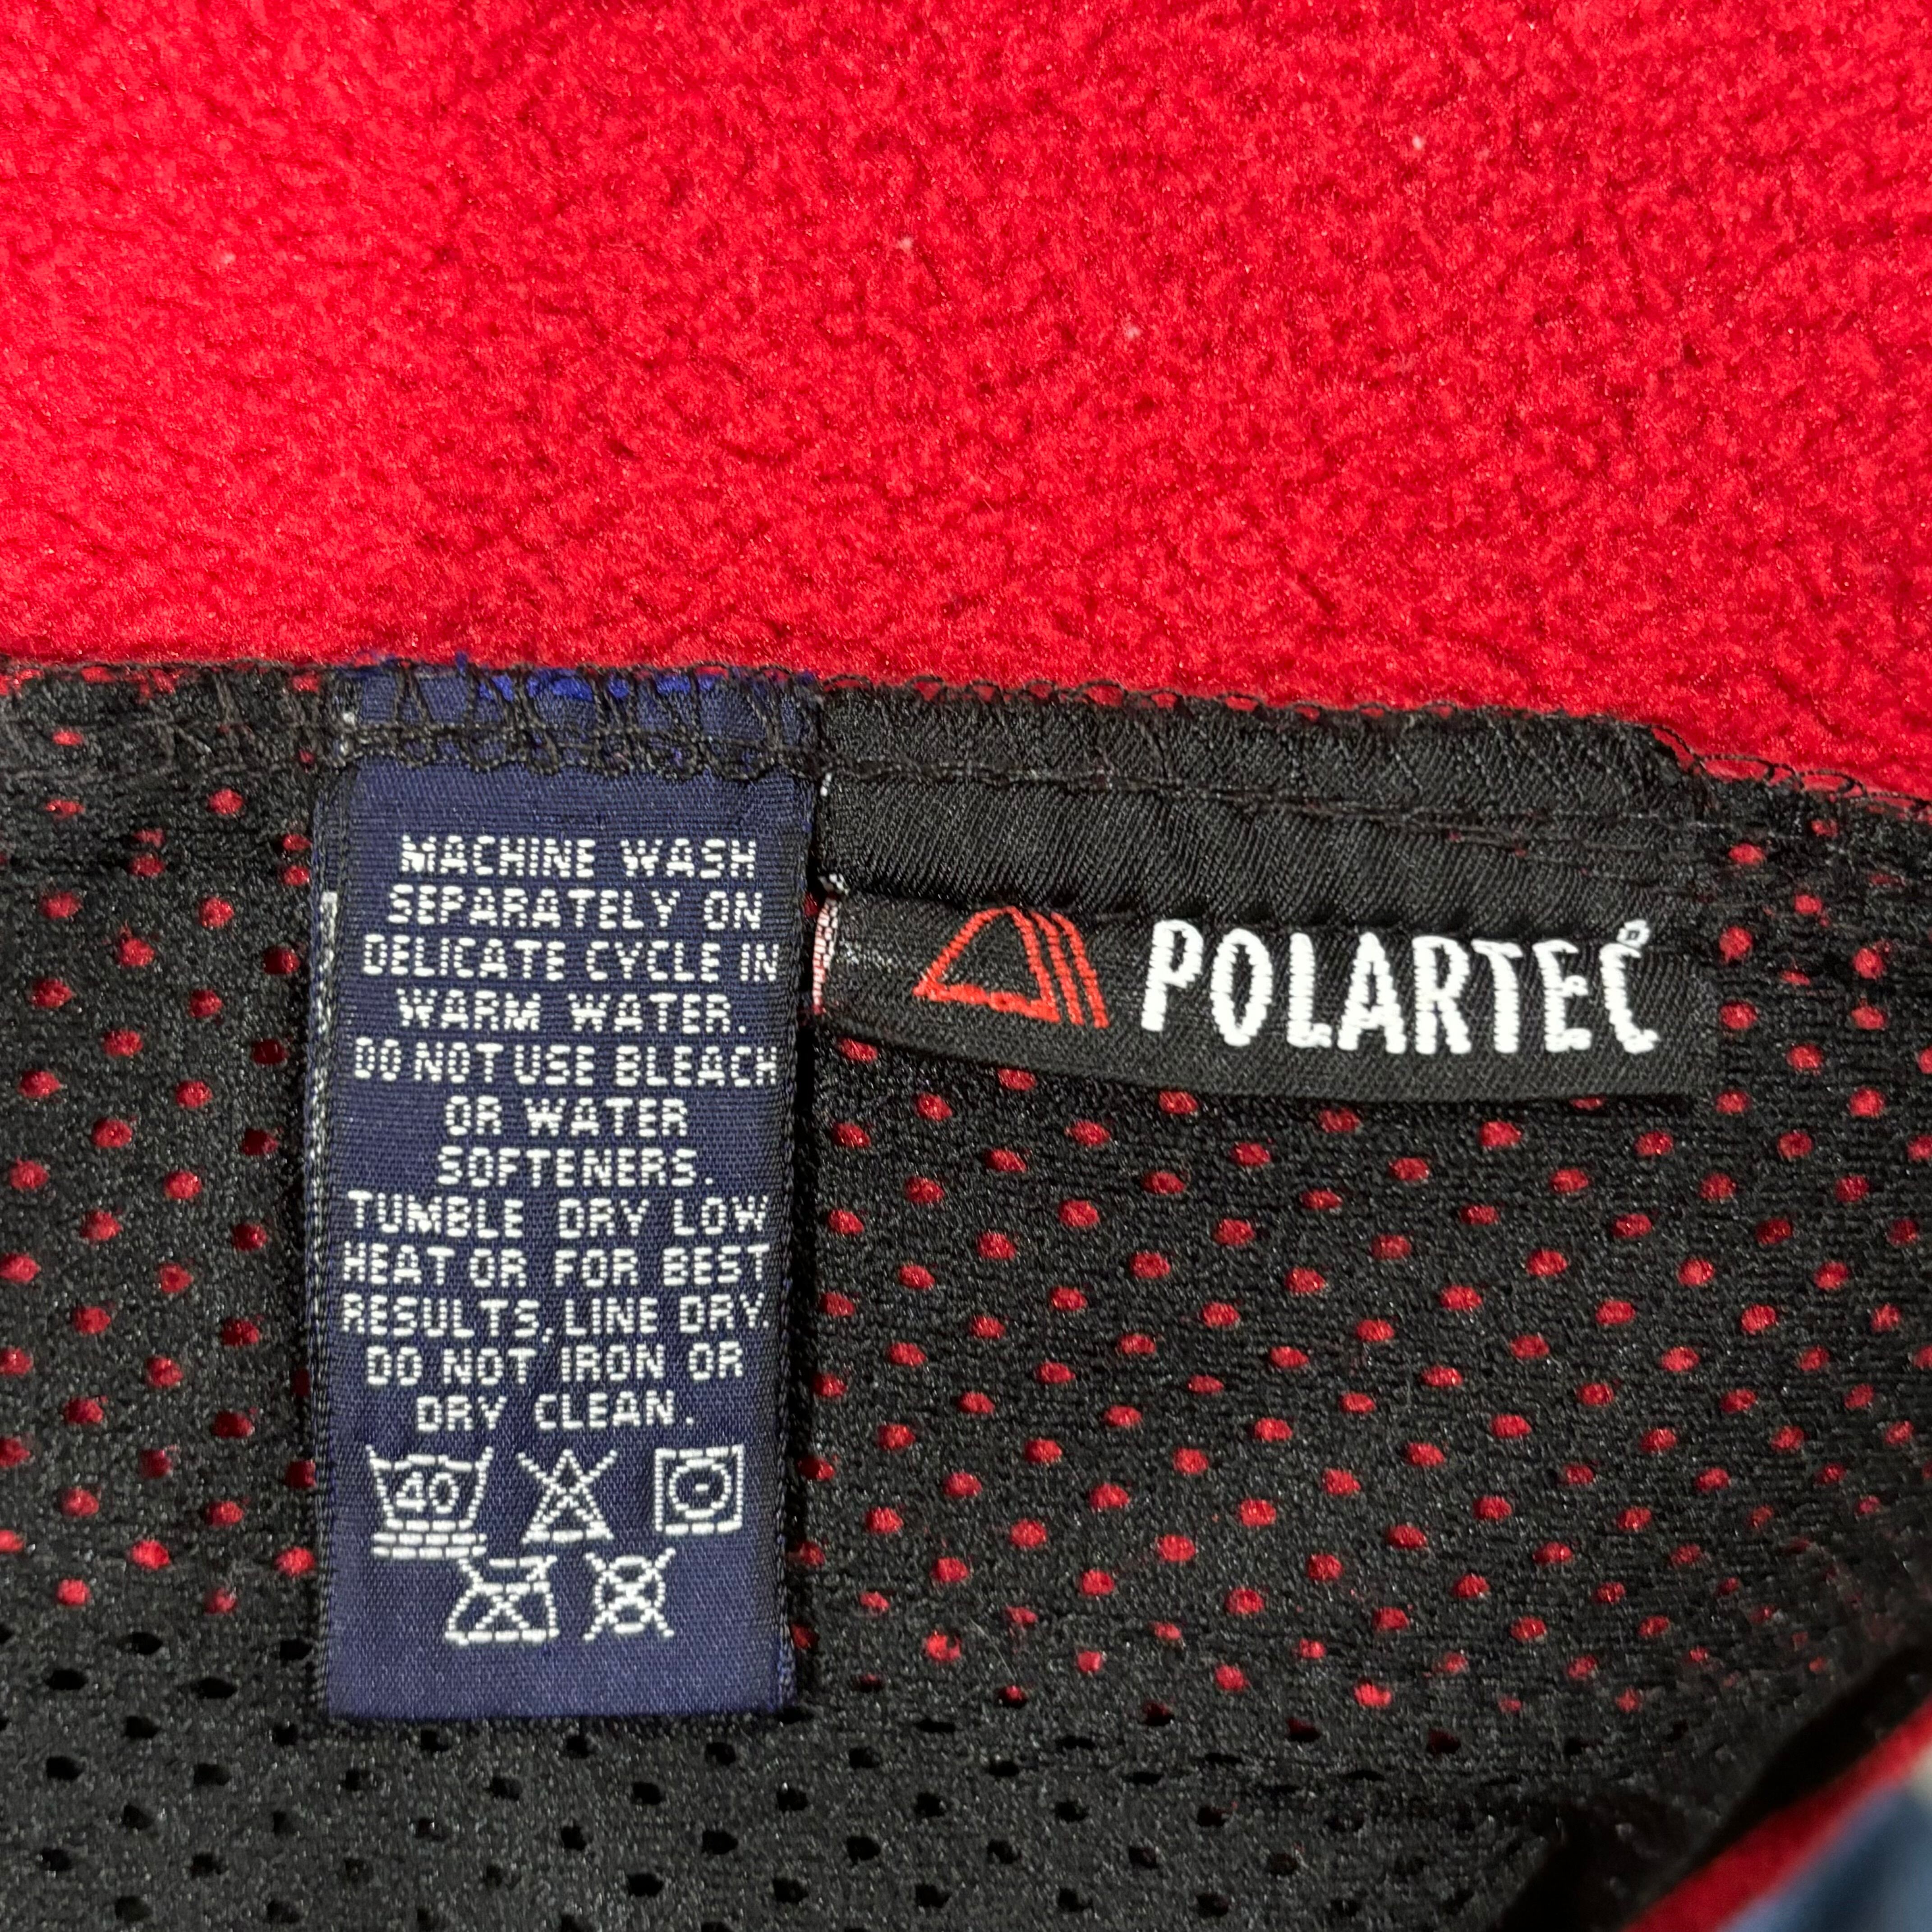 MACHINE WASH
SEPARATELY ON
DELICATE CYCLE IN
WARM WATER.
DO NOT USE BLEACH
OR WATER
SOFTENERS.
TUMBLE DRY LOW
HEAT OR FOR BEST
RESULTS, LINE DRY.
DO NOT IRON OR
DRY CLEAN.
40
POLARTEC®